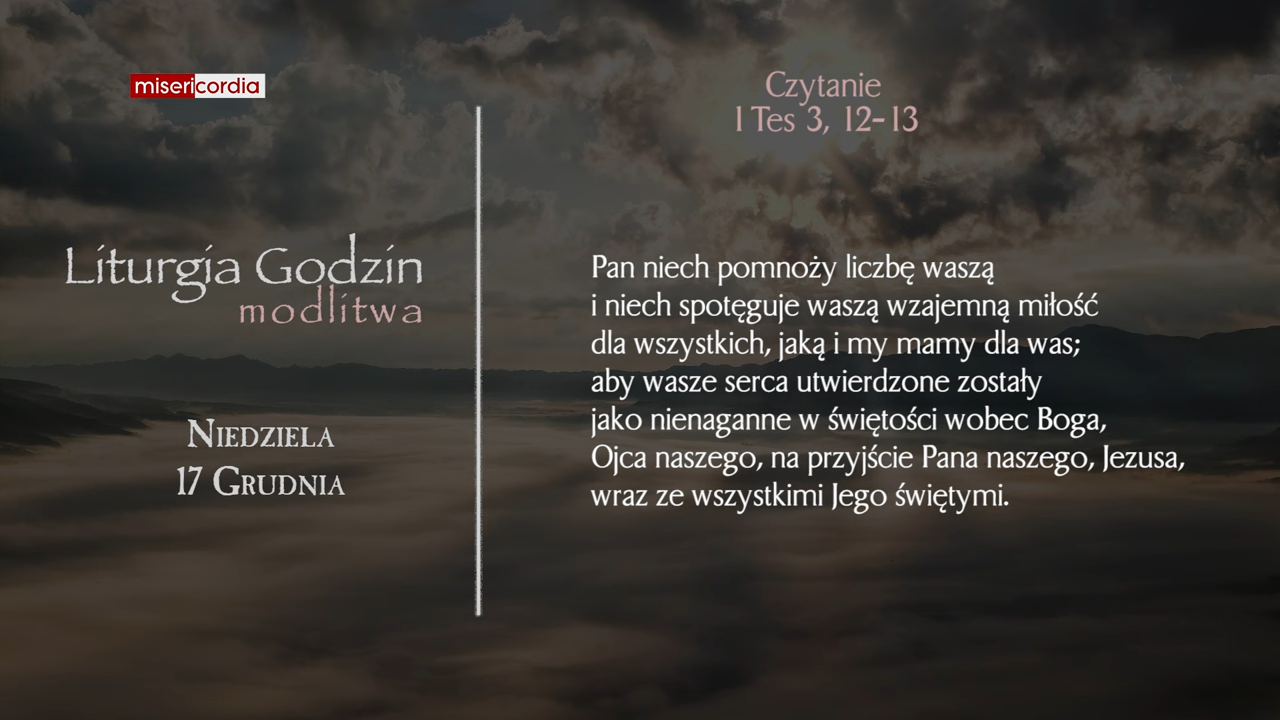 misericordia
Liturgia Godzin
modlitwa
Niedziela
17 Grudnia
Czytanie
1 Tes 3, 12-13
Pan niech pomnoży liczbę waszą
i niech spotęguje waszą wzajemną miłość
dla wszystkich, jaką i my mamy dla was;
aby wasze serca utwierdzone zostały
jako nienaganne w świętości wobec Boga,
Ojca naszego, na przyjście Pana naszego, Jezusa,
wraz ze wszystkimi Jego świętymi.